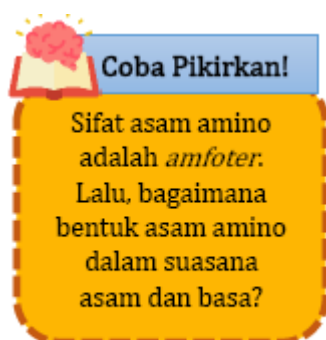 Coba Pikirkan!
Sifat asam amino
adalah amfoter.
Lalu, bagaimana
bentuk asam amino
dalam suasana
asam dan basa?